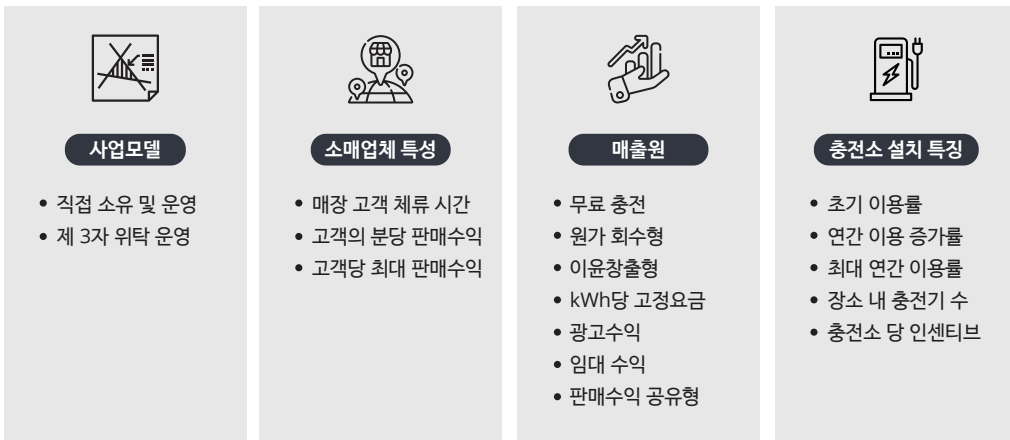 사업모델
• 직접 소유 및 운영
• 제 3자 위탁 운영
소매업체 특성
• 매장 고객 체류 시간
• 고객의 분당 판매수익
• 고객당 최대 판매수익
매출원
• 무료 충전
• 원가 회수형
• 이윤창출형
• kWh당 고정요금
• 광고수익
• 임대 수익
• 판매수익 공유형
충전소 설치 특징
• 초기 이용률
• 연간 이용 증가률
• 최대 연간 이용률
• 장소 내 충전기 수
• 충전소 당 인센티브